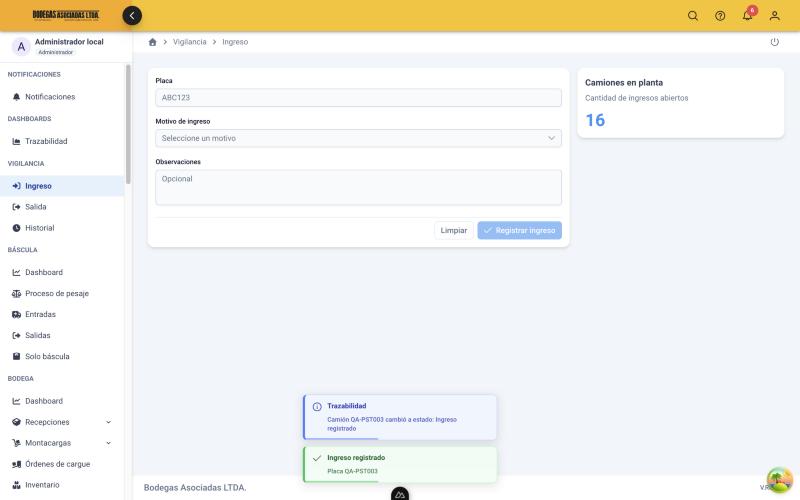 BODEGAS ASOCIADAS LTDA.
6
A
Administrador local
Administrador
Vigilancia
Ingreso
NOTIFICACIONES
Notificaciones
DASHBOARDS
Trazabilidad
VIGILANCIA
Ingreso
Salida
Historial
BÁSCULA
Dashboard
Proceso de pesaje
Entradas
Salidas
Solo báscula
BODEGA
Dashboard
Recepciones
Montacargas
Órdenes de cargue
Inventario
Placa
ABC123
Motivo de ingreso
Seleccione un motivo
Observaciones
Opcional
Limpiar
Registrar ingreso
Camiones en planta
Cantidad de ingresos abiertos
16
Trazabilidad
Camión QA-PST003 cambió a estado: Ingreso
registrado
Ingreso registrado
Placa QA-PST003
Bodegas Asociadas LTDA.